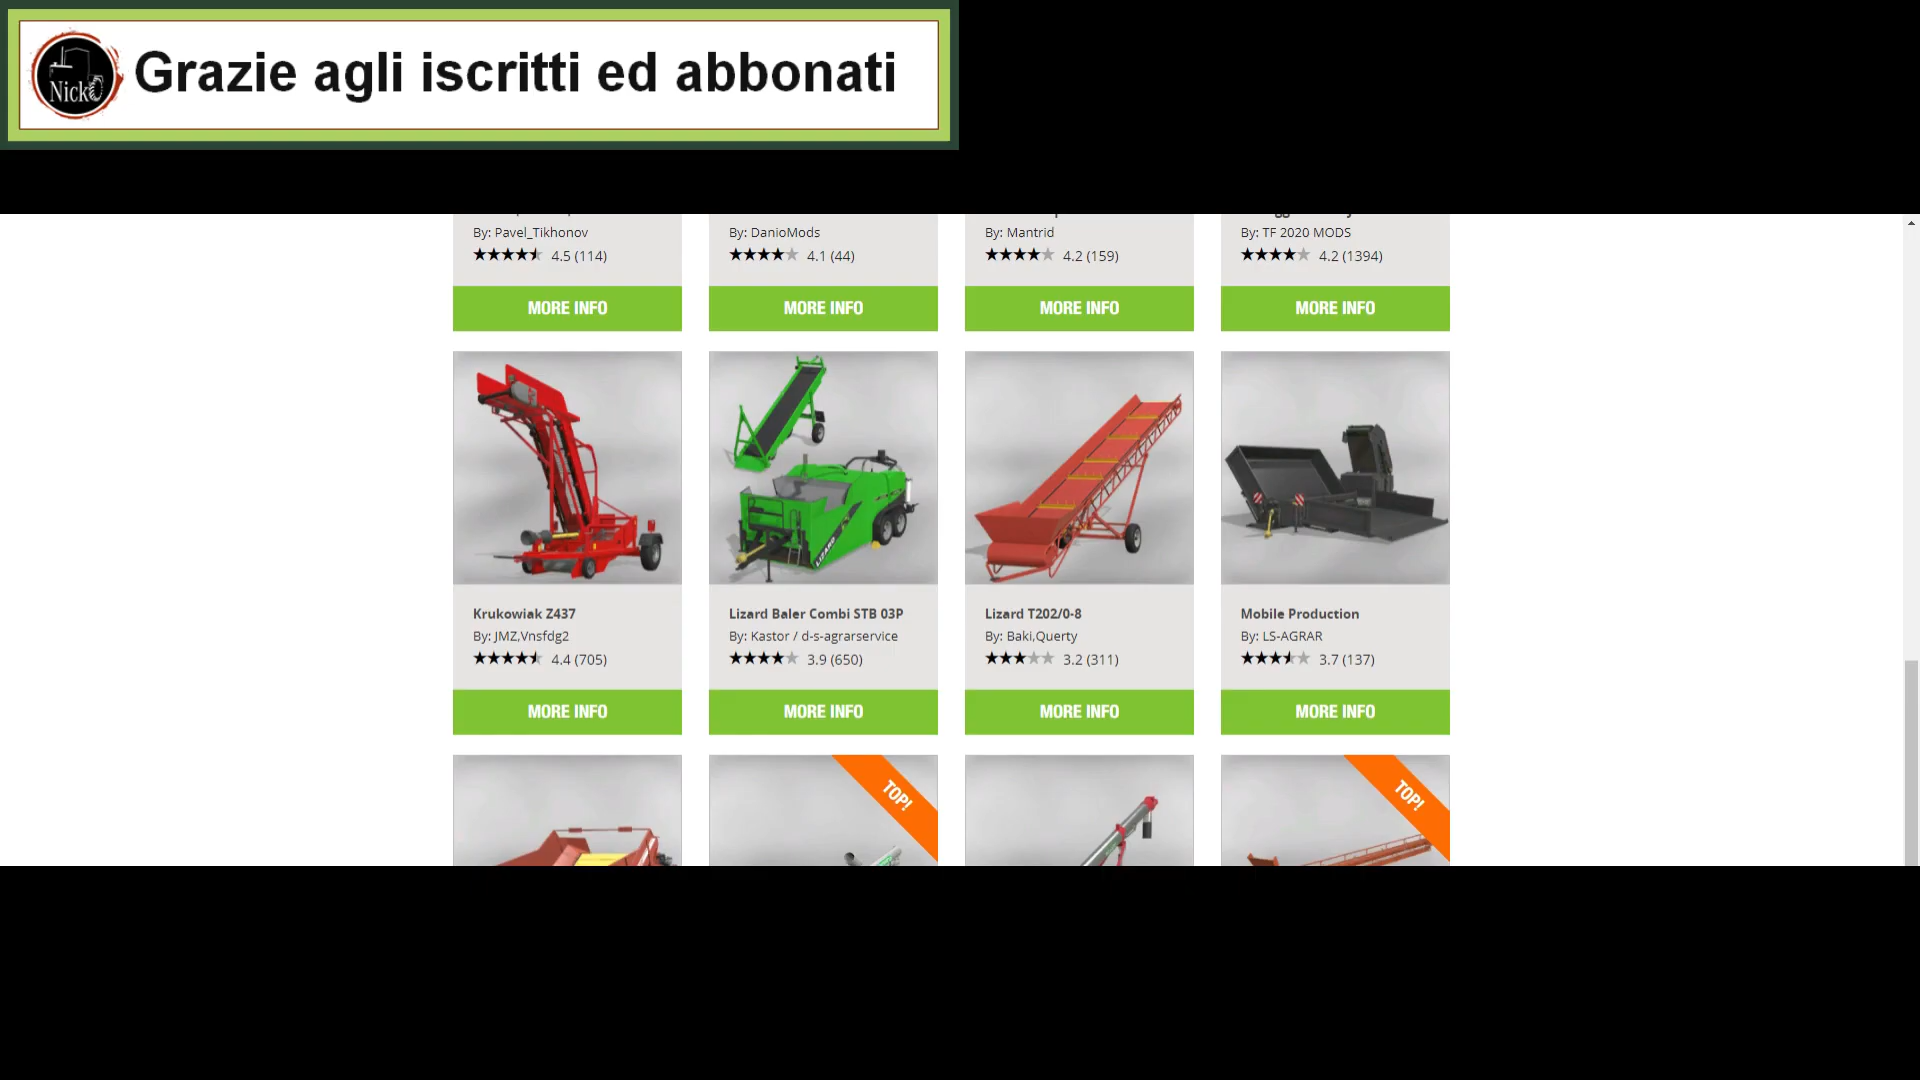 Nick
Grazie agli iscritti ed abbonati
By: Pavel_Tikhonov
4.5 (114)
MORE INFO
By: DanioMods
4.1 (44)
MORE INFO
By: Mantrid
4.2 (159)
MORE INFO
By: TF 2020 MODS
4.2 (1394)
MORE INFO
Krukowiak Z437
By: JMZ,Vnsfdg2
4.4 (705)
MORE INFO
LIZARD
Lizard Baler Combi STB 03P
By: Kastor / d-s-agrarservice
3.9 (650)
MORE INFO
Lizard T202/0-8
By: Baki,Querty
3.2 (311)
MORE INFO
Mobile Production
By: LS-AGRAR
3.7 (137)
MORE INFO
TOP!
TOP!